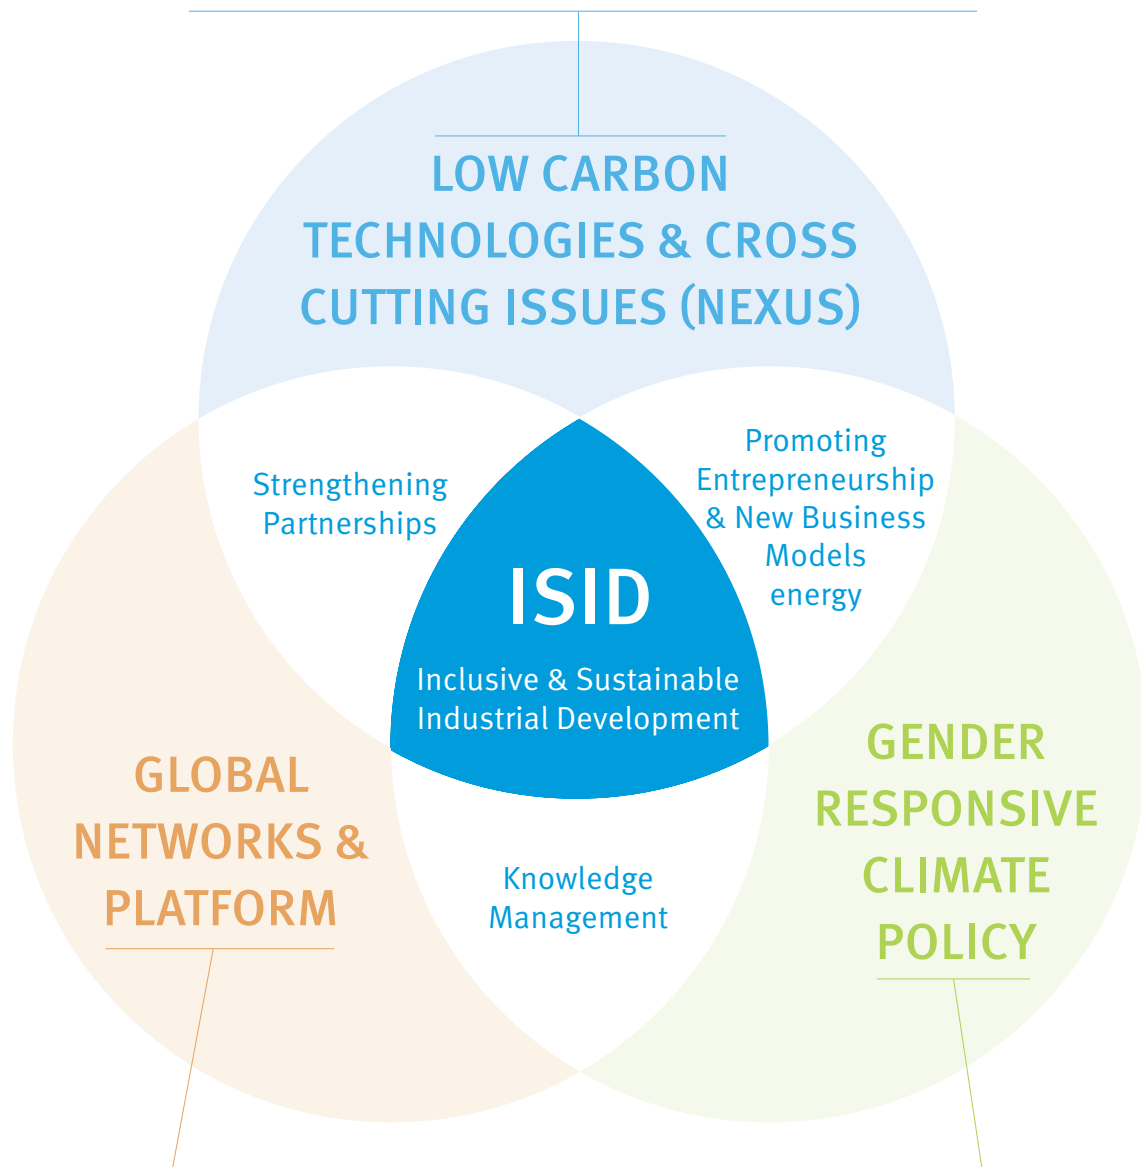 LOW CARBON
TECHNOLOGIES & CROSS
CUTTING ISSUES (NEXUS)
Strengthening
Partnerships
Promoting
Entrepreneurship
& New Business
Models
energy
ISID
Inclusive & Sustainable
Industrial Development
GLOBAL
NETWORKS &
PLATFORM
GENDER
RESPONSIVE
CLIMATE
POLICY
Knowledge
Management